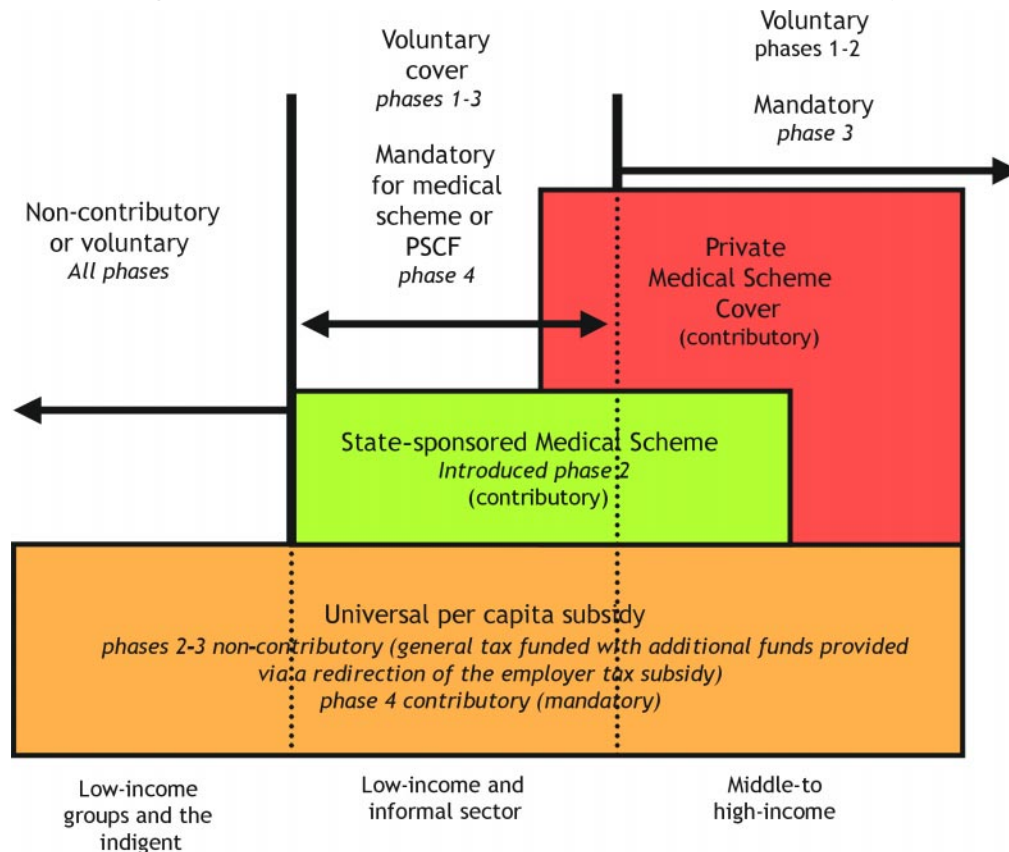 Voluntary
cover
phases 1-3
Mandatory
for medical
scheme or
PSCF
phase 4
Voluntary
phases 1-2
Mandatory
phase 3
Non-contributory
or voluntary
All phases
Private
Medical Scheme
Cover
(contributory)
State-sponsored Medical Scheme
Introduced phase 2
(contributory)
Universal per capita subsidy
phases 2-3 non-contributory (general tax funded with additional funds provided
via a redirection of the employer tax subsidy)
phase 4 contributory (mandatory)
Low-income
groups and the
indigent
Low-income and
informal sector
Middle-to
high-income